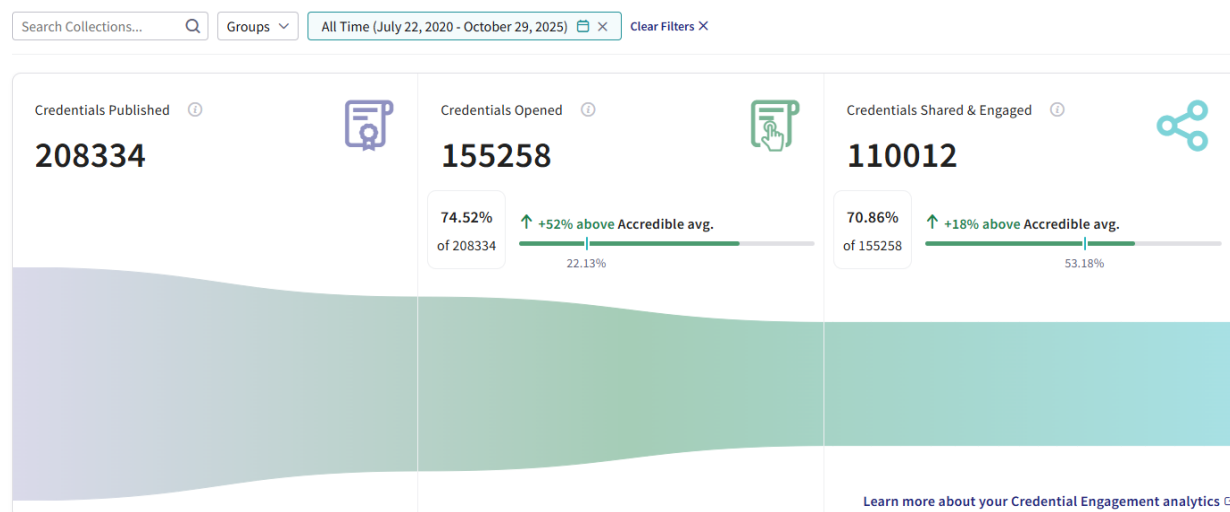 Search Collections...
Groups
All Time (July 22, 2020 - October 29, 2025)
Clear Filters
Credentials Published
208334
Credentials Opened
155258
74.52%
of 208334
+52% above Accredible avg.
22.13%
Credentials Shared & Engaged
110012
70.86%
of 155258
+18% above Accredible avg.
53.18%
Learn more about your Credential Engagement analytics